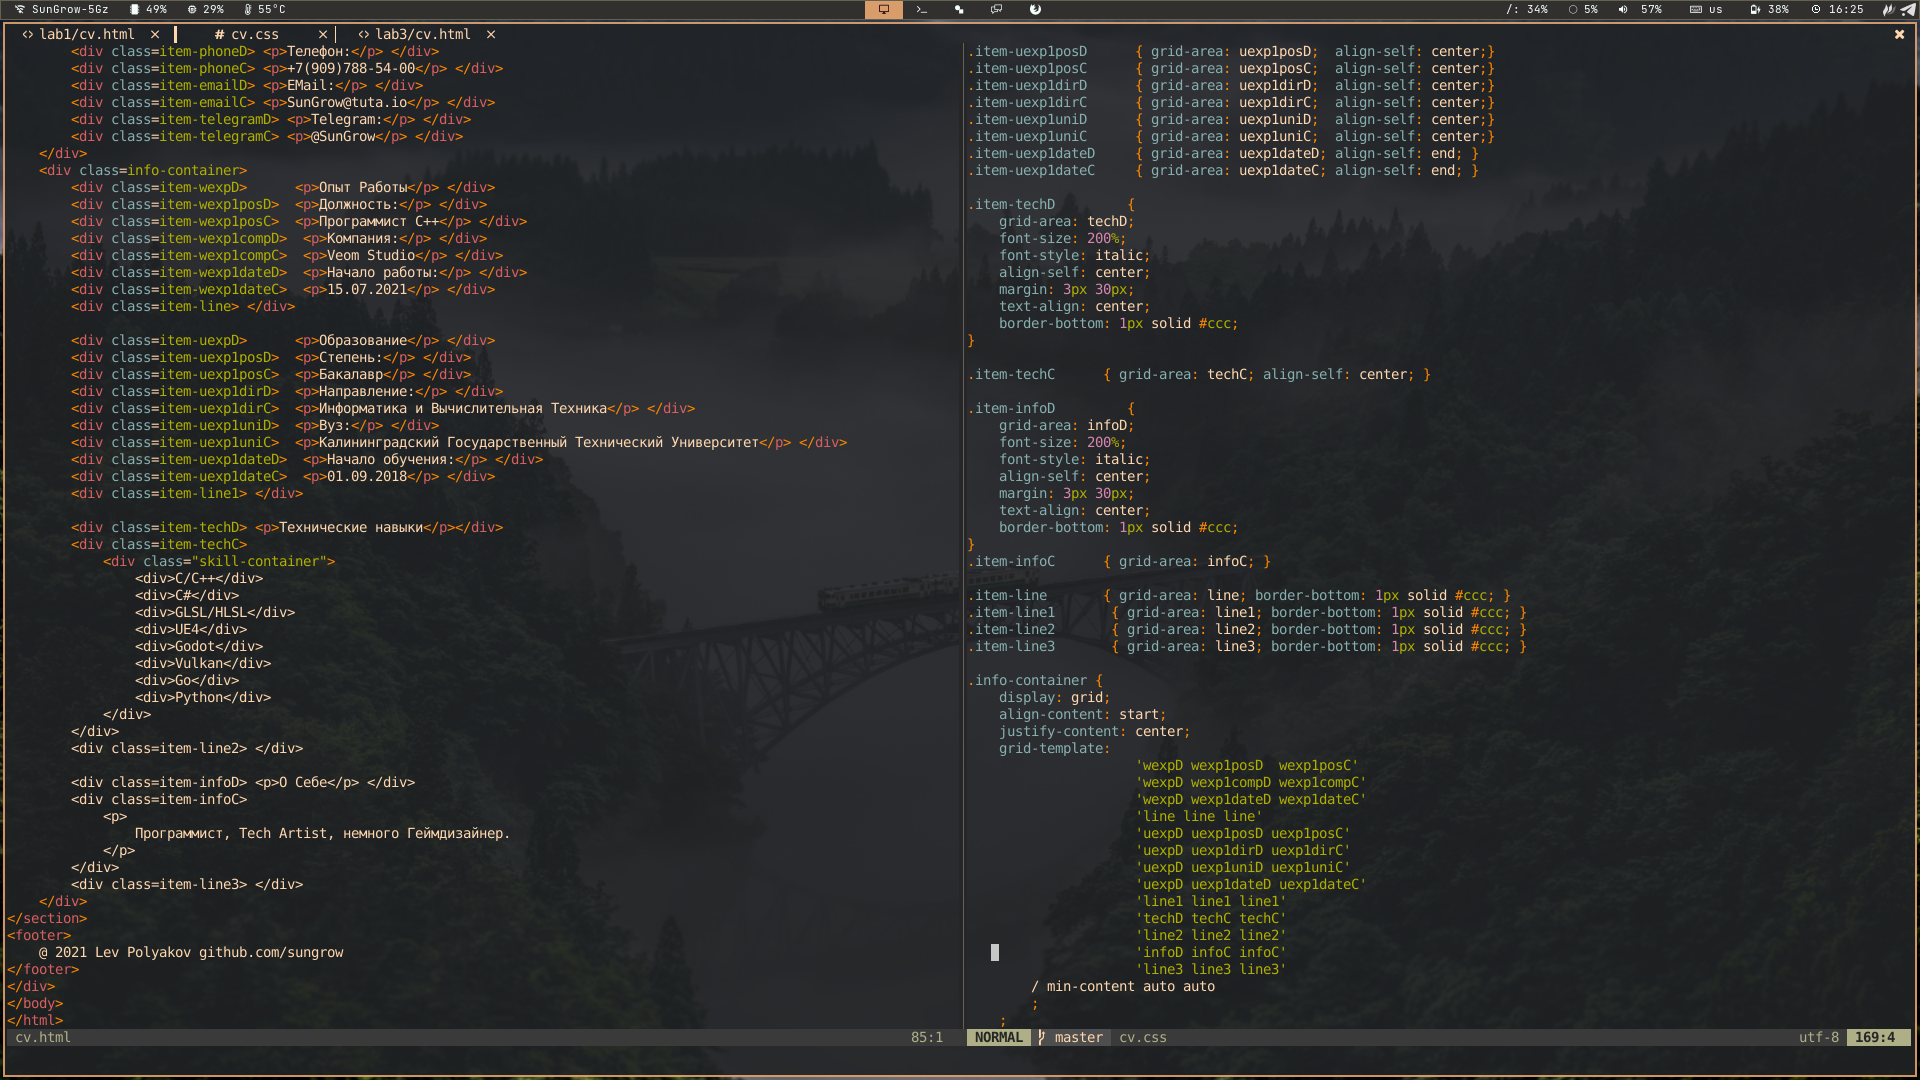 SunGrow-5Gz 49% 29% 55°C /: 34% 5% 57% us 38% 16:25
<> lab1/cv.html × # cv.css × <> lab3/cv.html ×
<div class=item-phoneD> <p>Телефон:</p> </div>
<div class=item-phoneC> <p>+7(909)788-54-00</p> </div>
<div class=item-emailD> <p>EMail:</p> </div>
<div class=item-emailC> <p>SunGrow@tuta.io</p> </div>
<div class=item-telegramD> <p>Telegram:</p> </div>
<div class=item-telegramC> <p>@SunGrow</p> </div>
</div>
<div class=info-container>
<div class=item-wexpD> <p>Опыт Работы</p> </div>
<div class=item-wexp1posD> <p>Должность:</p> </div>
<div class=item-wexp1posC> <p>Программист C++</p> </div>
<div class=item-wexp1compD> <p>Компания:</p> </div>
<div class=item-wexp1compC> <p>Veom Studio</p> </div>
<div class=item-wexp1dateD> <p>Начало работы:</p> </div>
<div class=item-wexp1dateC> <p>15.07.2021</p> </div>
<div class=item-line> </div>
<div class=item-uexpD> <p>Образование</p> </div>
<div class=item-uexp1posD> <p>Степень:</p> </div>
<div class=item-uexp1posC> <p>Бакалавр</p> </div>
<div class=item-uexp1dirD> <p>Направление:</p> </div>
<div class=item-uexp1dirC> <p>Информатика и Вычислительная Техника</p> </div>
<div class=item-uexp1uniD> <p>Вуз:</p> </div>
<div class=item-uexp1uniC> <p>Калининградский Государственный Технический Университет</p> </div>
<div class=item-uexp1dateD> <p>Начало обучения:</p> </div>
<div class=item-uexp1dateC> <p>01.09.2018</p> </div>
<div class=item-line1> </div>
<div class=item-techD> <p>Технические навыки</p></div>
<div class=item-techC>
<div class="skill-container">
<div>C/C++</div>
<div>C#</div>
<div>GLSL/HLSL</div>
<div>UE4</div>
<div>Godot</div>
<div>Vulkan</div>
<div>Go</div>
<div>Python</div>
</div>
</div>
<div class=item-line2> </div>
<div class=item-infoD> <p>О Себе</p> </div>
<div class=item-infoC>
<p>
Программист, Tech Artist, немного Геймдизайнер.
</p>
</div>
<div class=item-line3> </div>
</div>
</section>
<footer>
@ 2021 Lev Polyakov github.com/sungrow
</footer>
</div>
</body>
</html>
cv.html 85:1
.item-uexp1posD { grid-area: uexp1posD; align-self: center;}
.item-uexp1posC { grid-area: uexp1posC; align-self: center;}
.item-uexp1dirD { grid-area: uexp1dirD; align-self: center;}
.item-uexp1dirC { grid-area: uexp1dirC; align-self: center;}
.item-uexp1uniD { grid-area: uexp1uniD; align-self: center;}
.item-uexp1uniC { grid-area: uexp1uniC; align-self: center;}
.item-uexp1dateD { grid-area: uexp1dateD; align-self: end; }
.item-uexp1dateC { grid-area: uexp1dateC; align-self: end; }
.item-techD {
grid-area: techD;
font-size: 200%;
font-style: italic;
align-self: center;
margin: 3px 30px;
text-align: center;
border-bottom: 1px solid #ccc;
}
.item-techC { grid-area: techC; align-self: center; }
.item-infoD {
grid-area: infoD;
font-size: 200%;
font-style: italic;
align-self: center;
margin: 3px 30px;
text-align: center;
border-bottom: 1px solid #ccc;
}
.item-infoC { grid-area: infoC; }
.item-line { grid-area: line; border-bottom: 1px solid #ccc; }
.item-line1 { grid-area: line1; border-bottom: 1px solid #ccc; }
.item-line2 { grid-area: line2; border-bottom: 1px solid #ccc; }
.item-line3 { grid-area: line3; border-bottom: 1px solid #ccc; }
.info-container {
display: grid;
align-content: start;
justify-content: center;
grid-template:
'wexpD wexp1posD wexp1posC'
'wexpD wexp1compD wexp1compC'
'wexpD wexp1dateD wexp1dateC'
'line line line'
'uexpD uexp1posD uexp1posC'
'uexpD uexp1dirD uexp1dirC'
'uexpD uexp1uniD uexp1uniC'
'uexpD uexp1dateD uexp1dateC'
'line1 line1 line1'
'techD techC techC'
'line2 line2 line2'
'infoD infoC infoC'
'line3 line3 line3'
/ min-content auto auto
;
;
NORMAL master cv.css utf-8 169:4